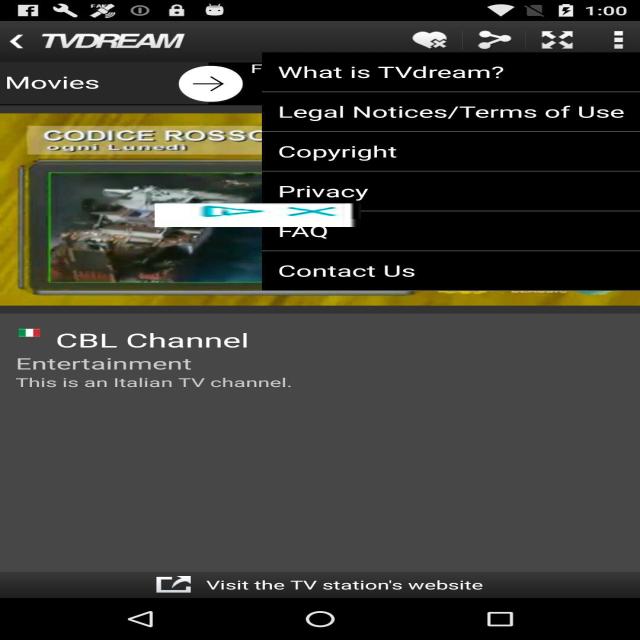 1:00
TVDREAM
Movies
F
What is TVdream?
Legal Notices/Terms of Use
Copyright
Privacy
FAQ
Contact Us
CODICE ROSSO
ogni Lunedì
CBL Channel
Entertainment
This is an Italian TV channel.
Visit the TV station's website